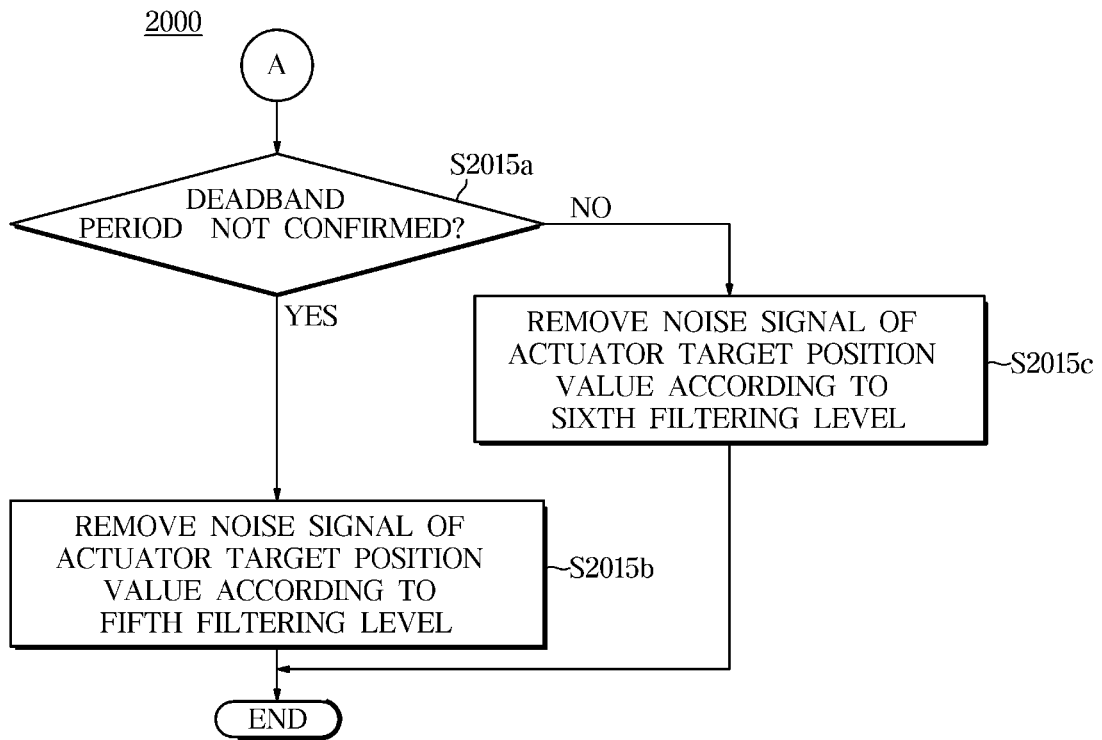 2000
A
S2015a
DEADBAND
PERIOD NOT CONFIRMED?
NO
YES
REMOVE NOISE SIGNAL OF
ACTUATOR TARGET POSITION
VALUE ACCORDING TO
SIXTH FILTERING LEVEL
S2015c
REMOVE NOISE SIGNAL OF
ACTUATOR TARGET POSITION
VALUE ACCORDING TO
FIFTH FILTERING LEVEL
S2015b
END